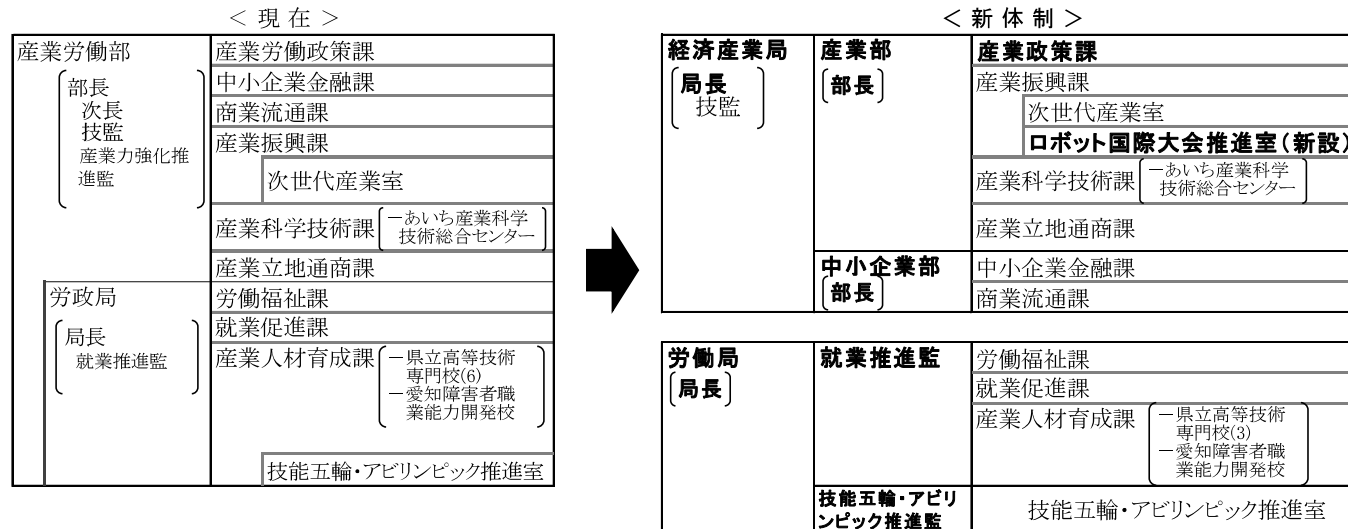 ＜ 現 在 ＞
産業労働部
部長
次長
技監
産業力強化推
進監
産業労働政策課
中小企業金融課
商業流通課
産業振興課
次世代産業室
産業科学技術課
－あいち産業科学
技術総合センター
産業立地通商課
労政局
局長
就業推進監
労働福祉課
就業促進課
産業人材育成課
－県立高等技術
専門校(6)
－愛知障害者職
業能力開発校
技能五輪・アビリンピック推進室
＜ 新 体 制 ＞
経済産業局
局長
技監
産業部
部長
産業政策課
産業振興課
次世代産業室
ロボット国際大会推進室（新設）
産業科学技術課
－あいち産業科学
技術総合センター
産業立地通商課
中小企業部
部長
中小企業金融課
商業流通課
労働局
局長
就業推進監
労働福祉課
就業促進課
産業人材育成課
－県立高等技術
専門校(3)
－愛知障害者職
業能力開発校
技能五輪・アビリ
ンピック推進監
技能五輪・アビリンピック推進室